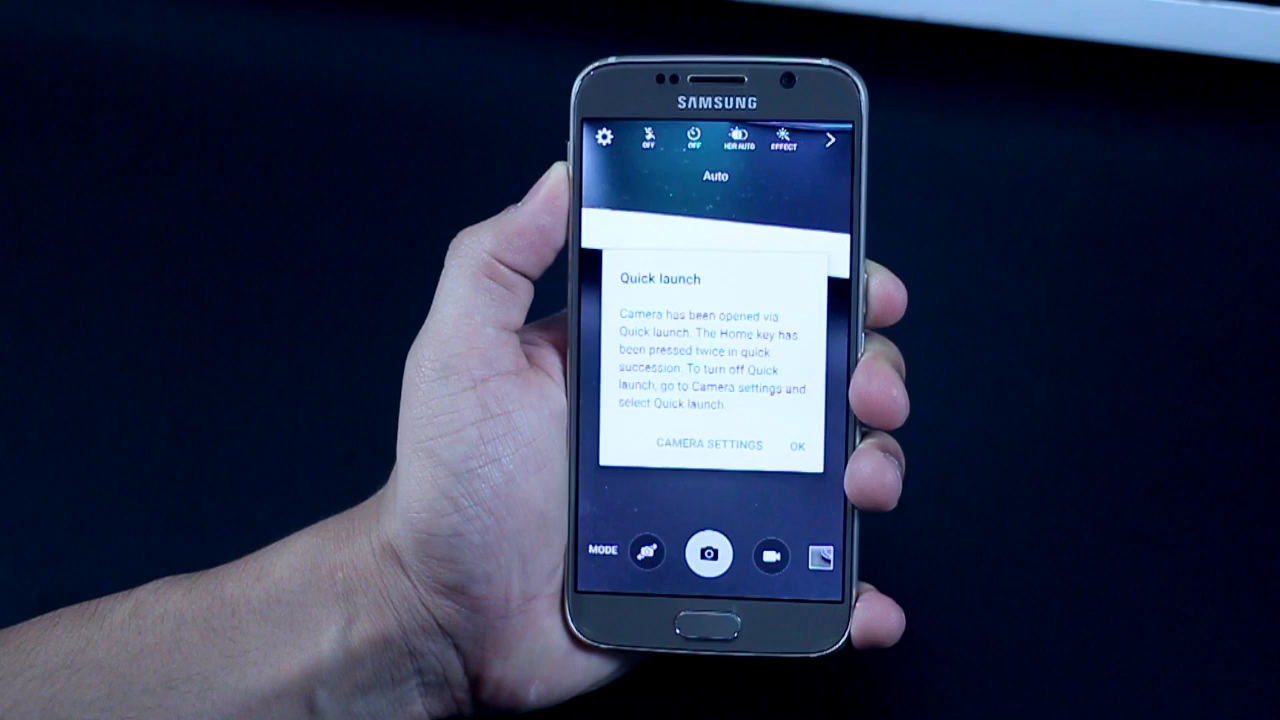 SAMSUNG
OFF OFF HDR AUTO EFFECT
Auto
Quick launch
Camera has been opened via
Quick launch. The Home key has
been pressed twice in quick
succession. To turn off Quick
launch, go to Camera settings and
select Quick launch.
CAMERA SETTINGS OK
MODE